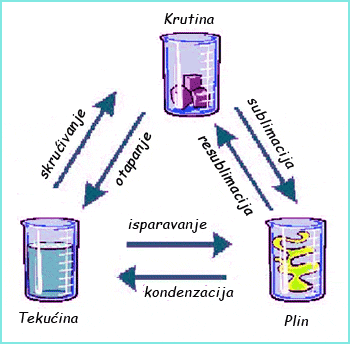 Krutina
skrućivanje
otapanje
sublimacija
resublimacija
isparavanje
kondenzacija
Tekućina
Plin